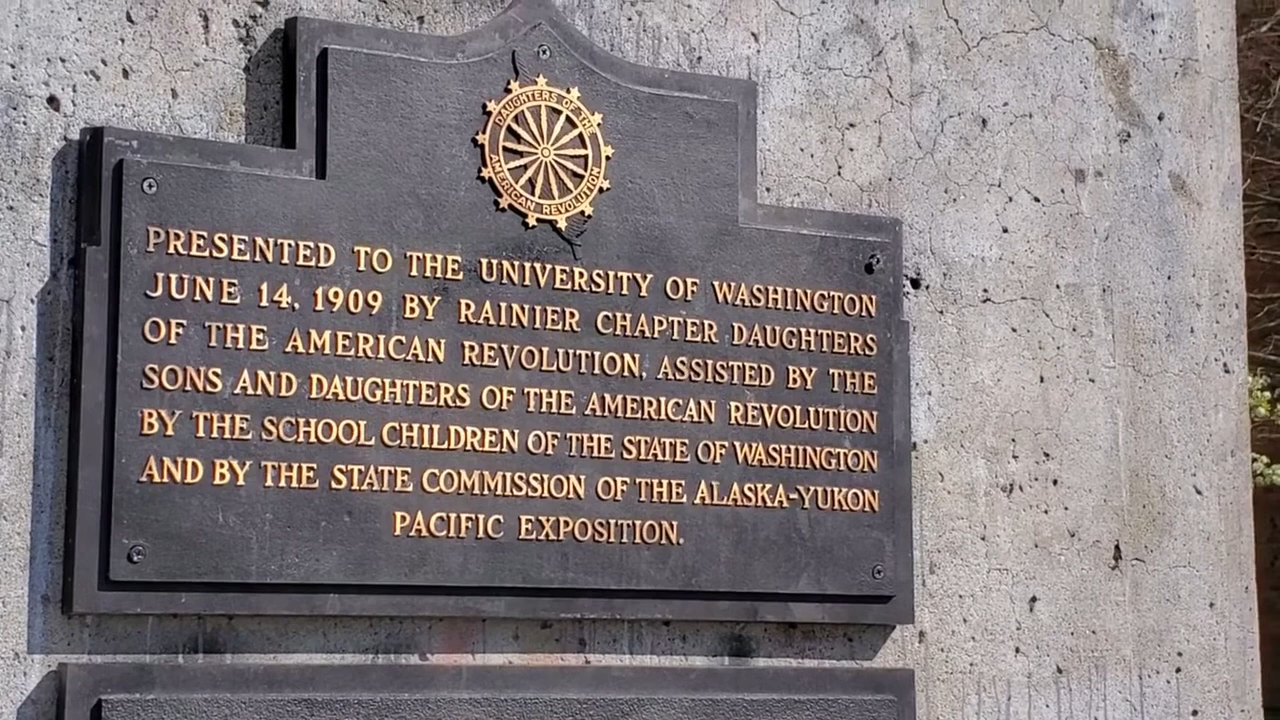 DAUGHTERS OF THE
AMERICAN REVOLUTION
PRESENTED TO THE UNIVERSITY OF WASHINGTON
JUNE 14, 1909 BY RAINIER CHAPTER DAUGHTERS
OF THE AMERICAN REVOLUTION, ASSISTED BY THE
SONS AND DAUGHTERS OF THE AMERICAN REVOLUTION
BY THE SCHOOL CHILDREN OF THE STATE OF WASHINGTON
AND BY THE STATE COMMISSION OF THE ALASKA-YUKON
PACIFIC EXPOSITION.